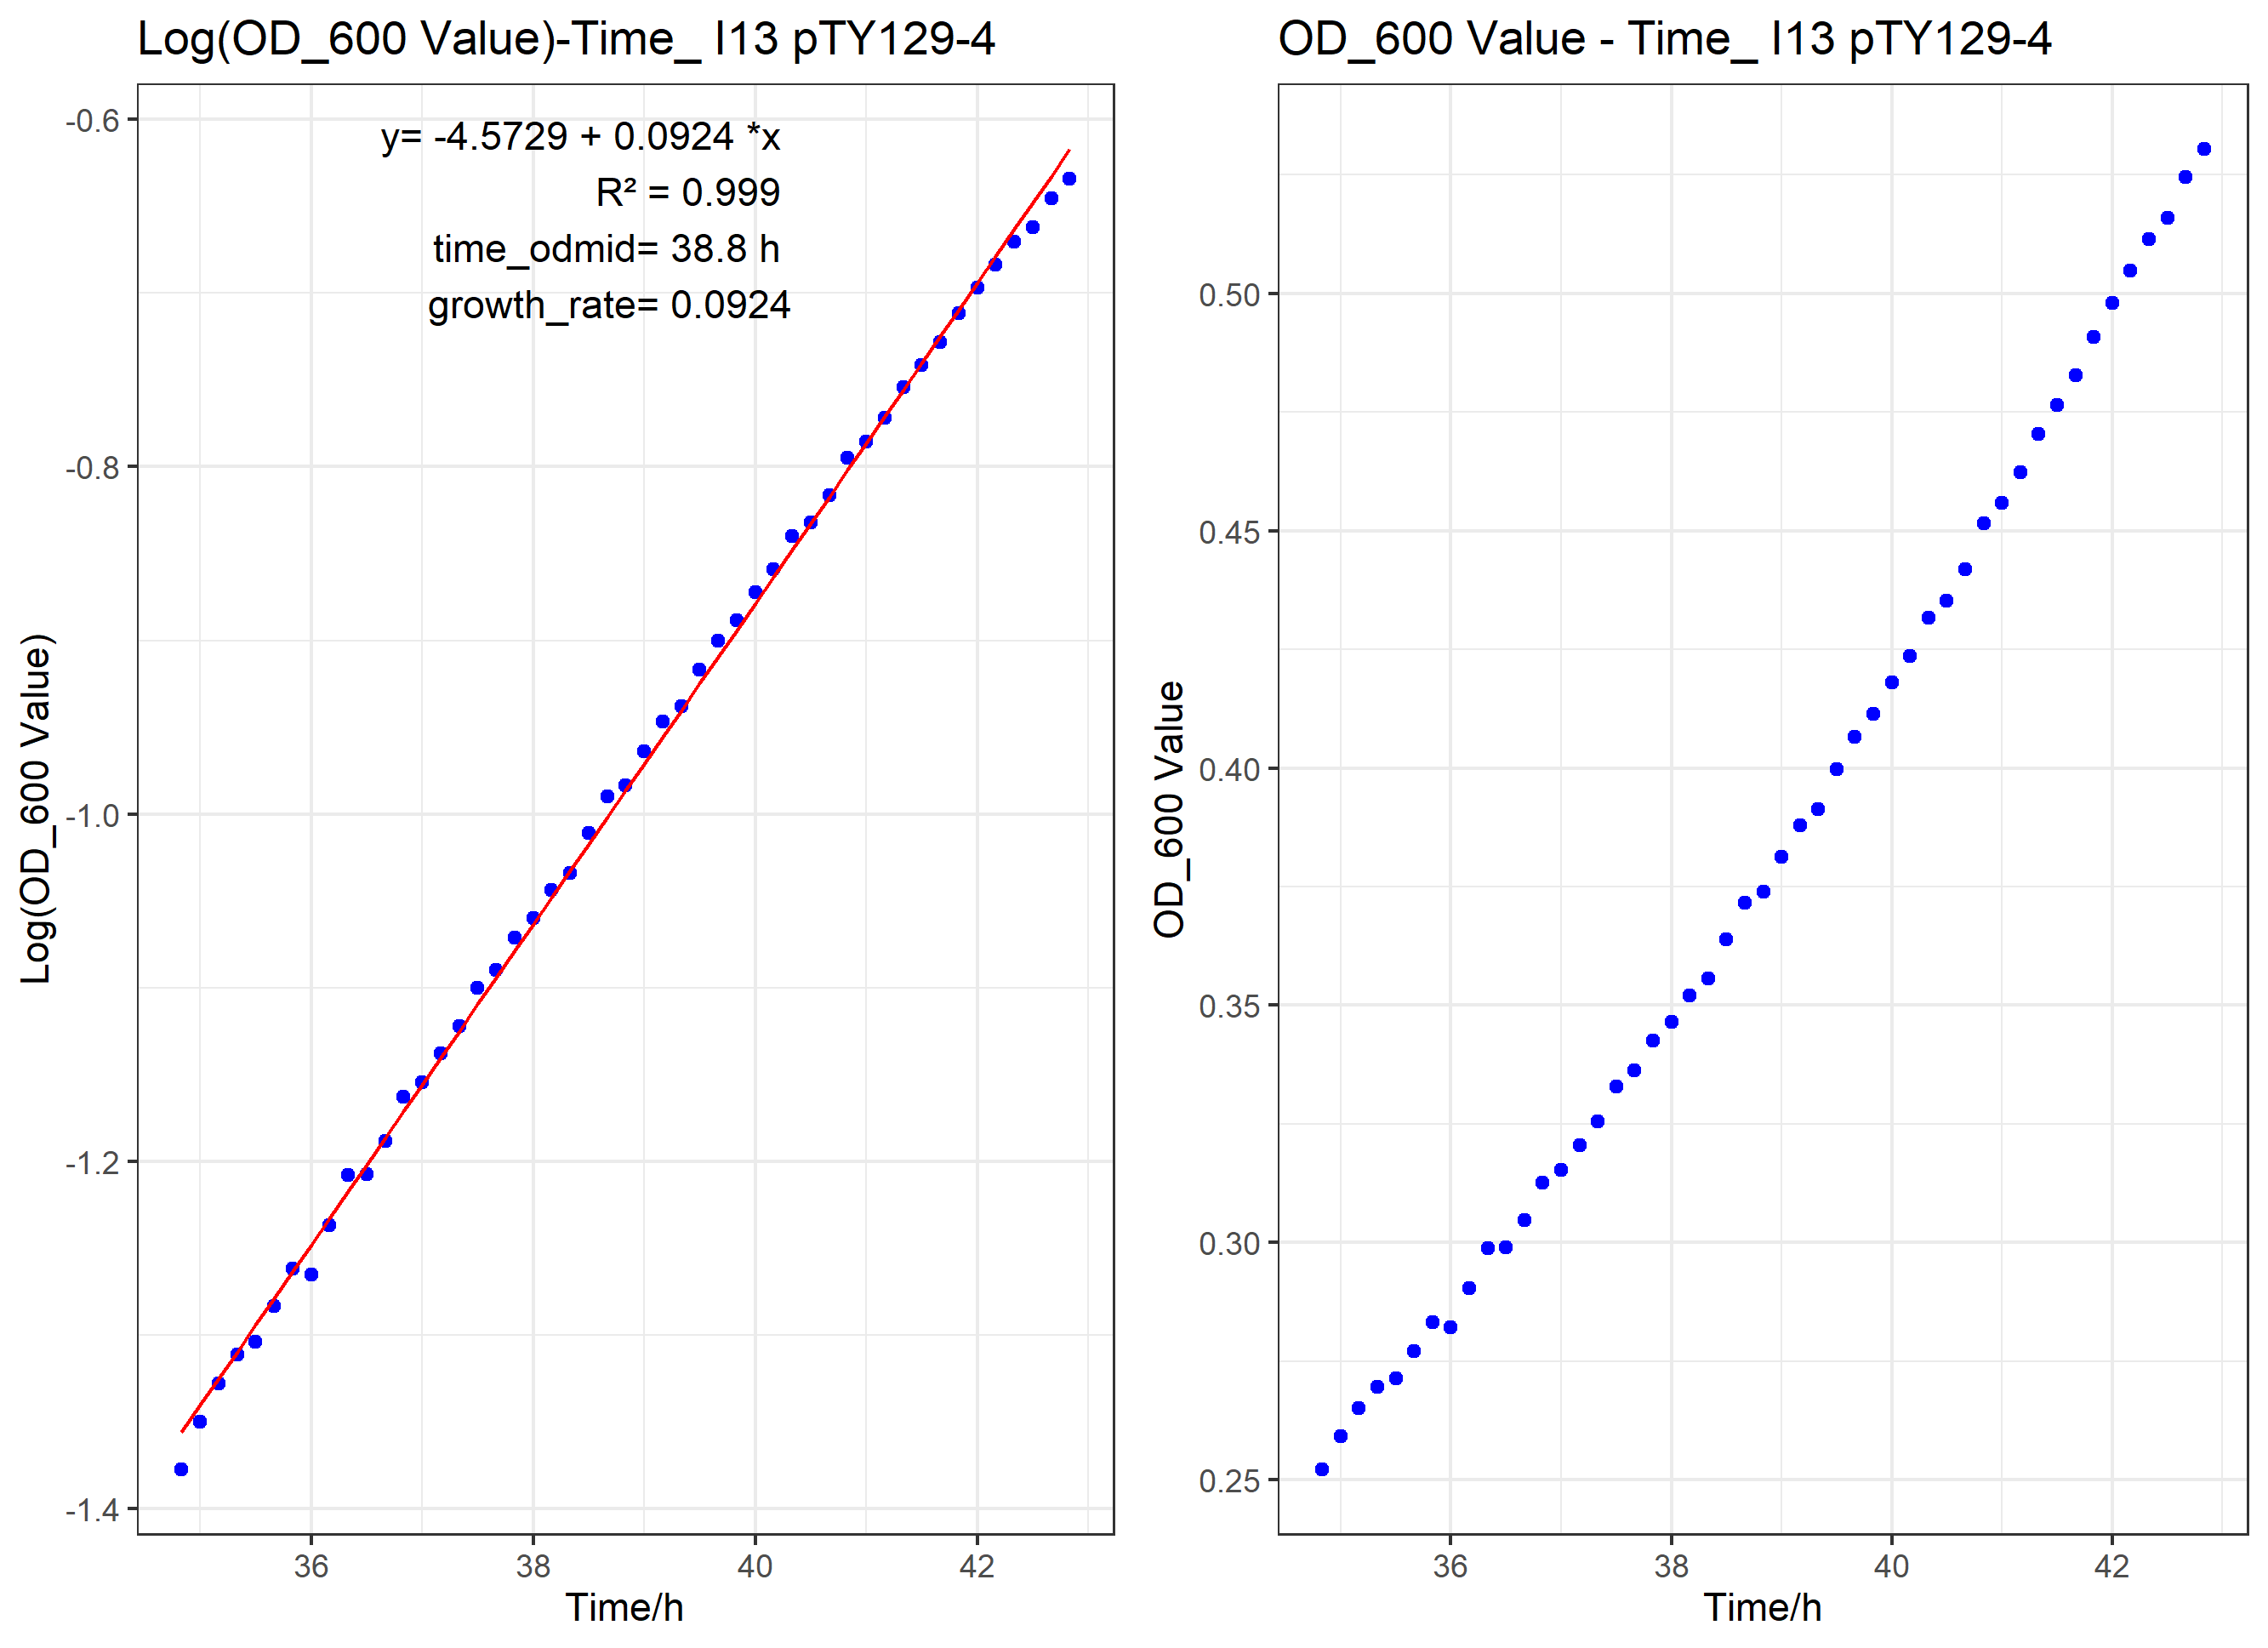 Log(OD_600 Value)-Time_ I13 pTY129-4
y= -4.5729 + 0.0924 *x
R² = 0.999
time_odmid= 38.8 h
growth_rate= 0.0924
Log(OD_600 Value)
-0.6
-0.8
-1.0
-1.2
-1.4
36 38 40 42
Time/h
OD_600 Value - Time_ I13 pTY129-4
OD_600 Value
0.50
0.45
0.40
0.35
0.30
0.25
36 38 40 42
Time/h